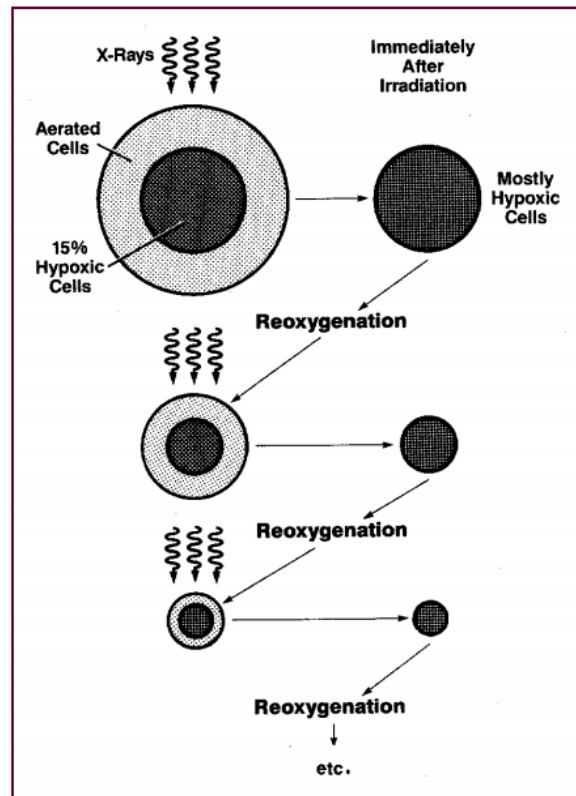 X-Rays
Immediately
After
Irradiation
Aerated
Cells
Mostly
Hypoxic
Cells
15%
Hypoxic
Cells
Reoxygenation
Reoxygenation
Reoxygenation
etc.